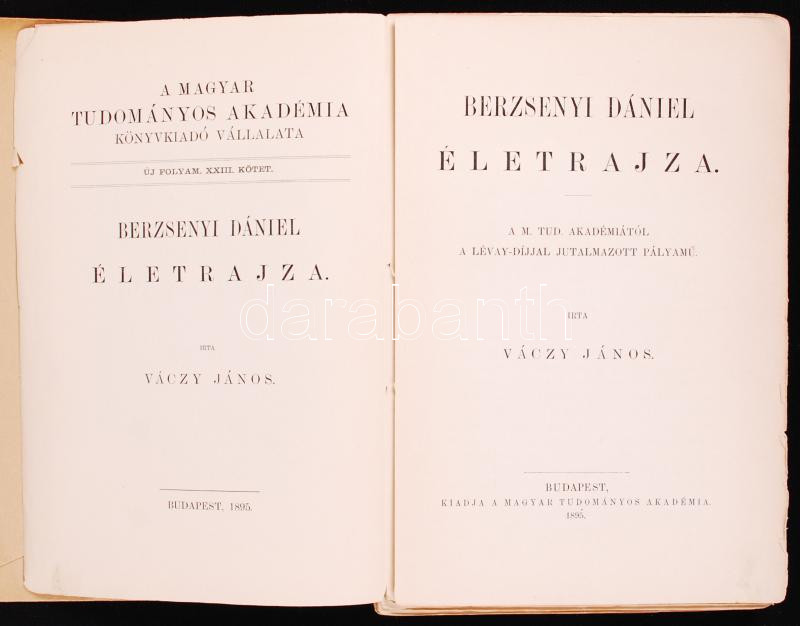 A MAGYAR
TUDOMÁNYOS AKADÉMIA
KÖNYVKIADÓ VÁLLALATA
ÚJ FOLYAM. XXIII. KÖTET.
BERZSENYI DÁNIEL
ÉLETRAJZA.
IRTA
VÁCZY JÁNOS.
BUDAPEST, 1895.
BERZSENYI DÁNIEL
ÉLETRAJZA.
A M. TUD. AKADÉMIÁTÓL
A LÉVAY-DÍJJAL JUTALMAZOTT PÁLYAMŰ.
IRTA
VÁCZY JÁNOS.
BUDAPEST,
KIADJA A MAGYAR TUDOMÁNYOS AKADÉMIA.
1895.
darabanth